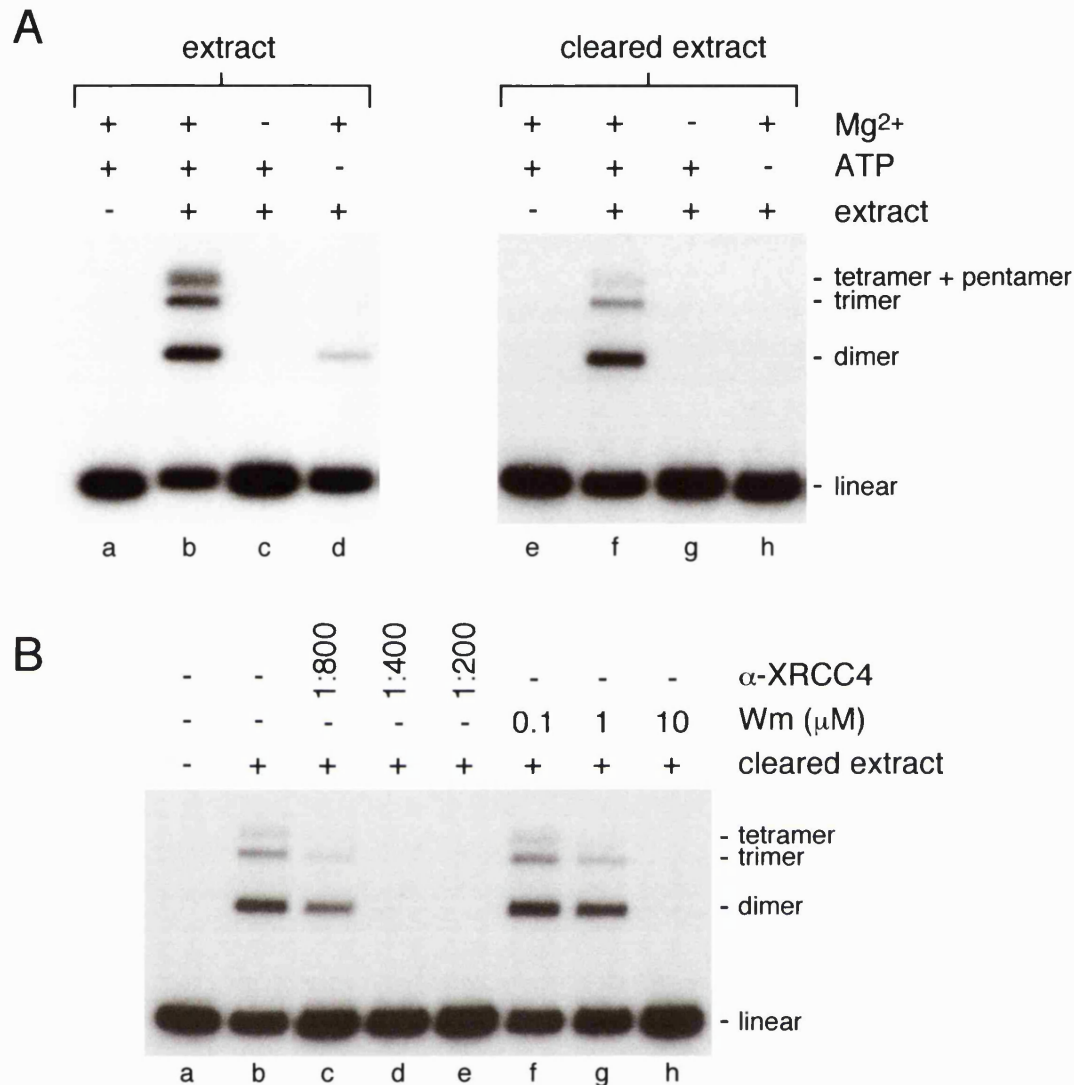 A
extract
cleared extract
+ + - + + + - + Mg2+
+ + + - + + + - ATP
- + + + - + + + extract
- tetramer + pentamer
- trimer
- dimer
- linear
a b c d e f g h
B
- - 1:800 1:400 1:200 - - - α-XRCC4
- - - - - 0.1 1 10 Wm (μM)
- + + + + + + + cleared extract
- tetramer
- trimer
- dimer
- linear
a b c d e f g h